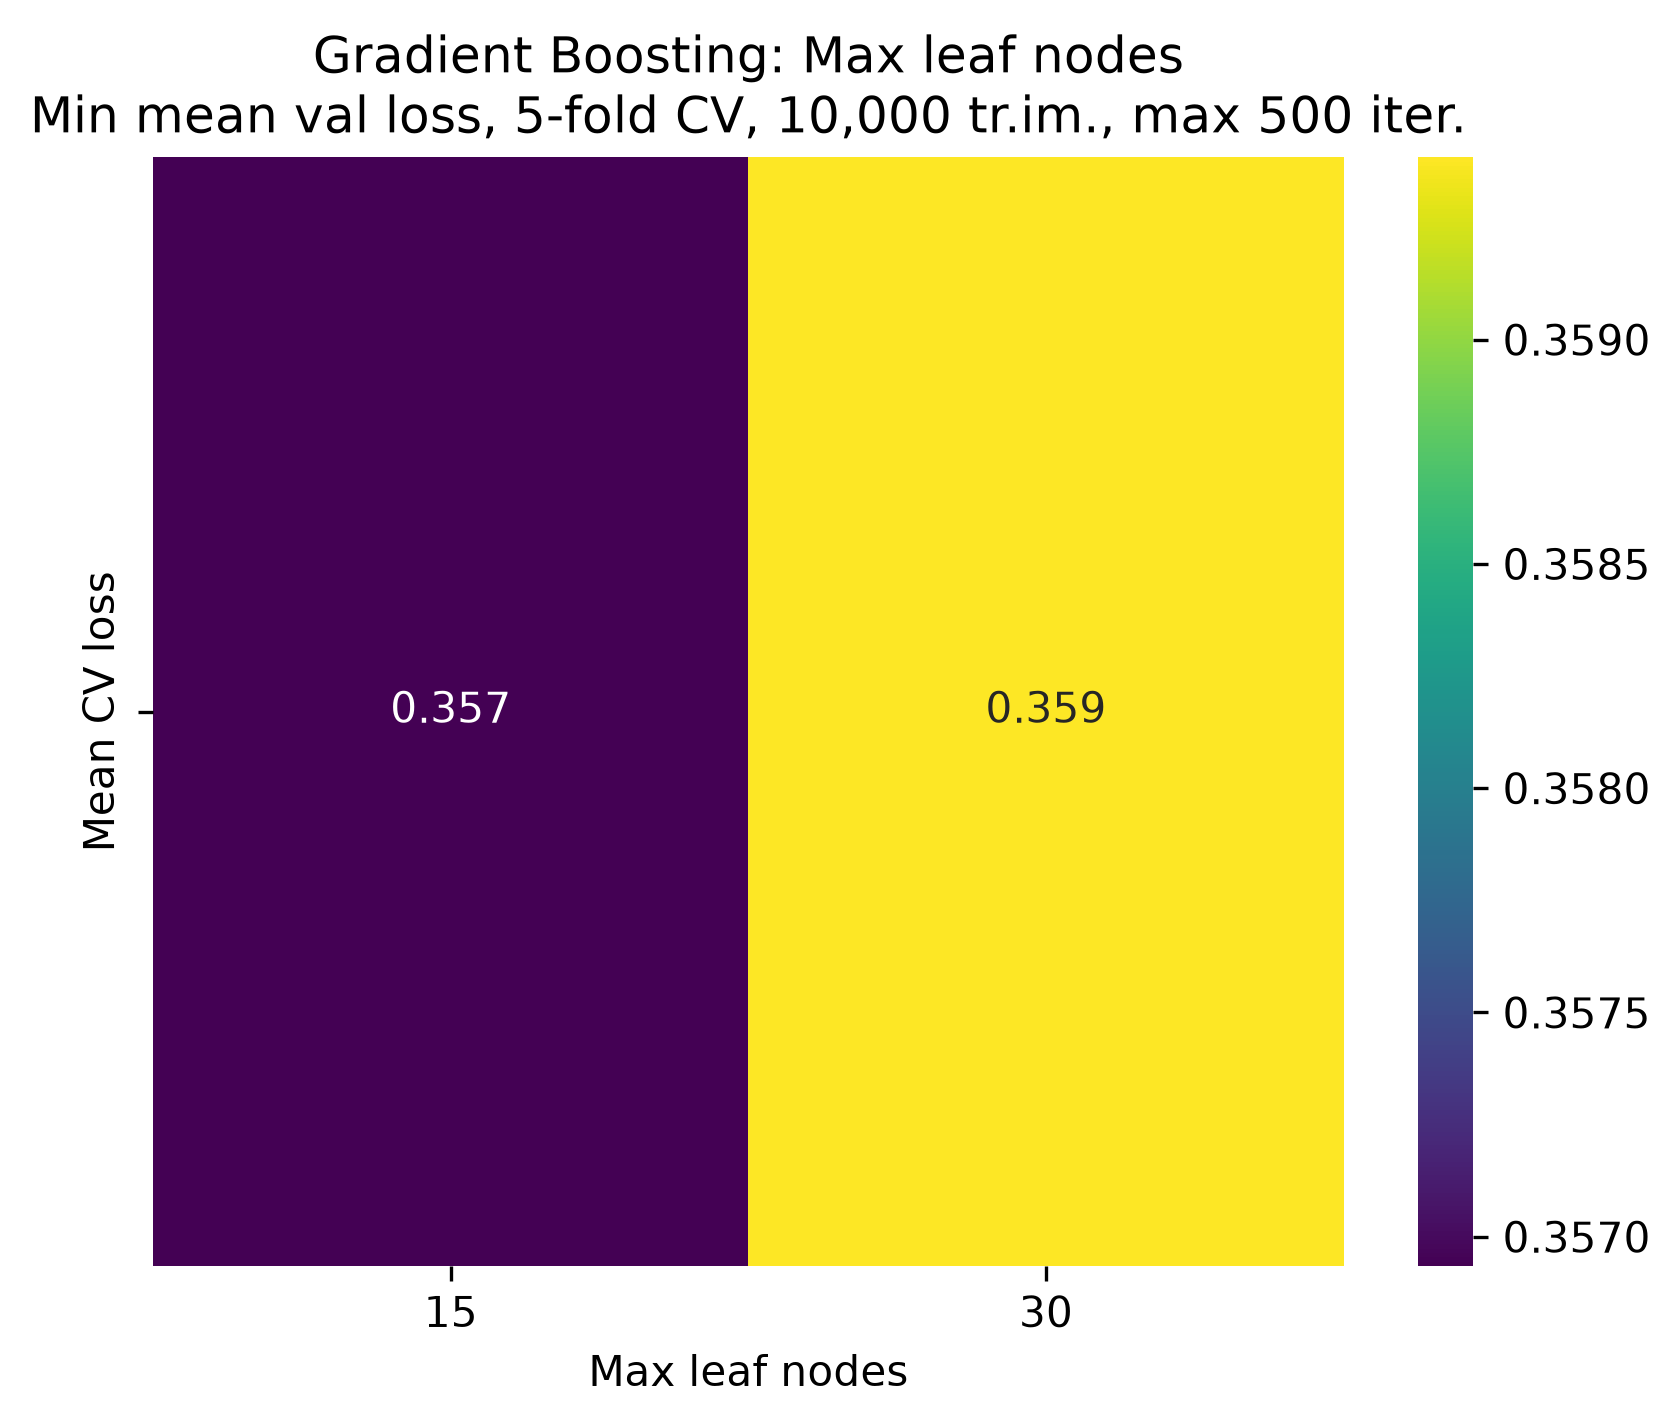 Gradient Boosting: Max leaf nodes
Min mean val loss, 5-fold CV, 10,000 tr.im., max 500 iter.
Mean CV loss
0.357
0.359
15
30
Max leaf nodes
0.3590
0.3585
0.3580
0.3575
0.3570